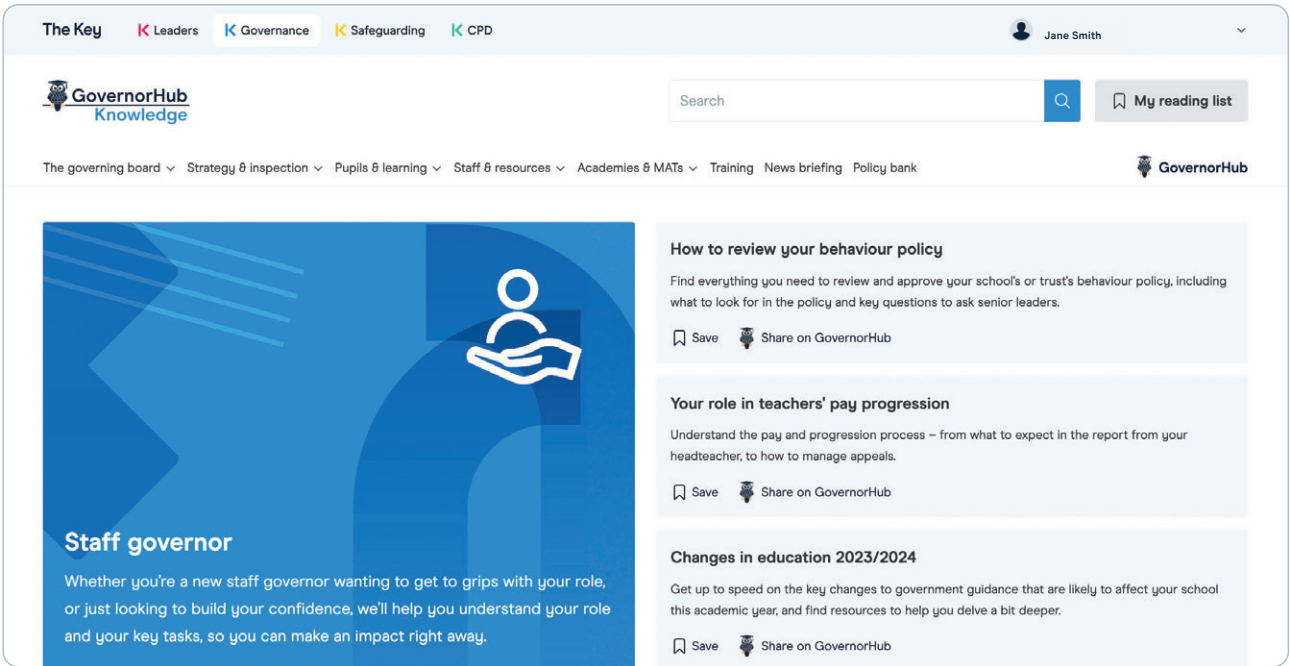 The Key
Leaders
Governance
Safeguarding
CPD
Jane Smith
GovernorHub
Knowledge
Search
My reading list
The governing board
Strategy & inspection
Pupils & learning
Staff & resources
Academies & MATs
Training
News briefing
Policy bank
GovernorHub
Staff governor
Whether you're a new staff governor wanting to get to grips with your role,
or just looking to build your confidence, we'll help you understand your role
and your key tasks, so you can make an impact right away.
How to review your behaviour policy
Find everything you need to review and approve your school's or trust's behaviour policy, including
what to look for in the policy and key questions to ask senior leaders.
Save
Share on GovernorHub
Your role in teachers' pay progression
Understand the pay and progression process – from what to expect in the report from your
headteacher, to how to manage appeals.
Save
Share on GovernorHub
Changes in education 2023/2024
Get up to speed on the key changes to government guidance that are likely to affect your school
this academic year, and find resources to help you delve a bit deeper.
Save
Share on GovernorHub